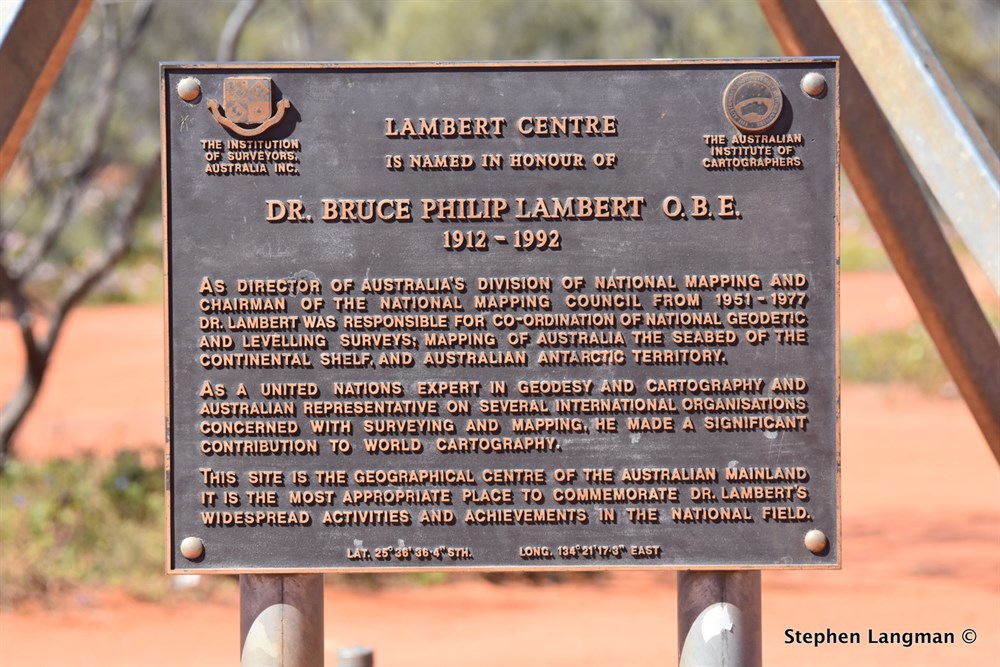 THE INSTITUTION
OF SURVEYORS,
AUSTRALIA INC.
THE AUSTRALIAN
INSTITUTE OF
CARTOGRAPHERS
LAMBERT CENTRE
IS NAMED IN HONOUR OF
DR. BRUCE PHILIP LAMBERT O.B.E.
1912 - 1992
AS DIRECTOR OF AUSTRALIA'S DIVISION OF NATIONAL MAPPING AND
CHAIRMAN OF THE NATIONAL MAPPING COUNCIL FROM 1951 - 1977
DR. LAMBERT WAS RESPONSIBLE FOR CO-ORDINATION OF NATIONAL GEODETIC
AND LEVELLING SURVEYS; MAPPING OF AUSTRALIA THE SEABED OF THE
CONTINENTAL SHELF, AND AUSTRALIAN ANTARCTIC TERRITORY.
AS A UNITED NATIONS EXPERT IN GEODESY AND CARTOGRAPHY AND
AUSTRALIAN REPRESENTATIVE ON SEVERAL INTERNATIONAL ORGANISATIONS
CONCERNED WITH SURVEYING AND MAPPING, HE MADE A SIGNIFICANT
CONTRIBUTION TO WORLD CARTOGRAPHY.
THIS SITE IS THE GEOGRAPHICAL CENTRE OF THE AUSTRALIAN MAINLAND
IT IS THE MOST APPROPRIATE PLACE TO COMMEMORATE DR. LAMBERT'S
WIDESPREAD ACTIVITIES AND ACHIEVEMENTS IN THE NATIONAL FIELD.
LAT. 25° 36' 36·4" STH. LONG. 134° 21' 17·3" EAST
Stephen Langman ©